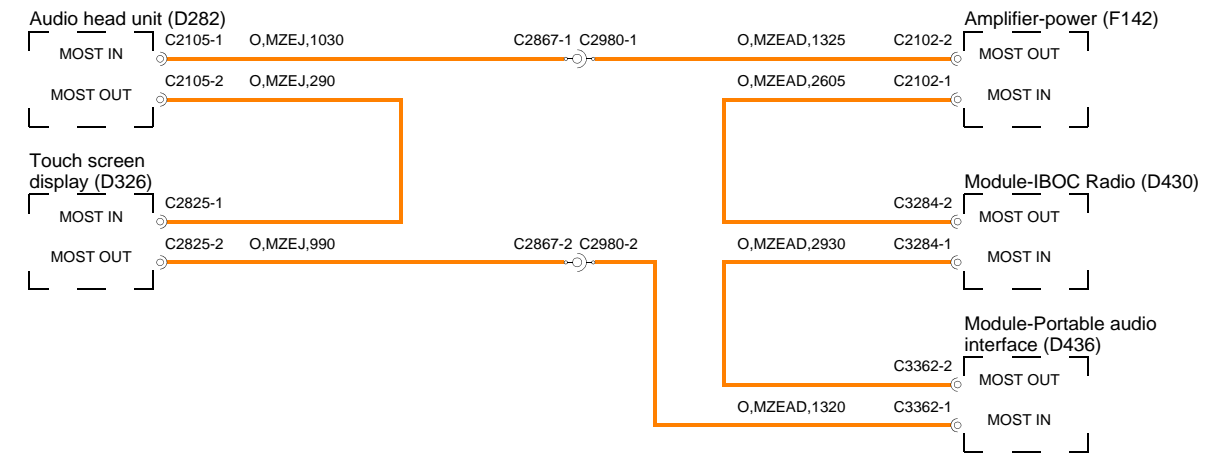 Audio head unit (D282)
Amplifier-power (F142)
C2105-1 O,MZEJ,1030 C2867-1 C2980-1 O,MZEAD,1325 C2102-2
MOST IN
MOST OUT
C2105-2 O,MZEJ,290 O,MZEAD,2605 C2102-1
MOST OUT
MOST IN
Touch screen
display (D326)
Module-IBOC Radio (D430)
C2825-1 C3284-2
MOST IN
MOST OUT
C2825-2 O,MZEJ,990 C2867-2 C2980-2 O,MZEAD,2930 C3284-1
MOST OUT
MOST IN
Module-Portable audio
interface (D436)
C3362-2
MOST OUT
O,MZEAD,1320 C3362-1
MOST IN